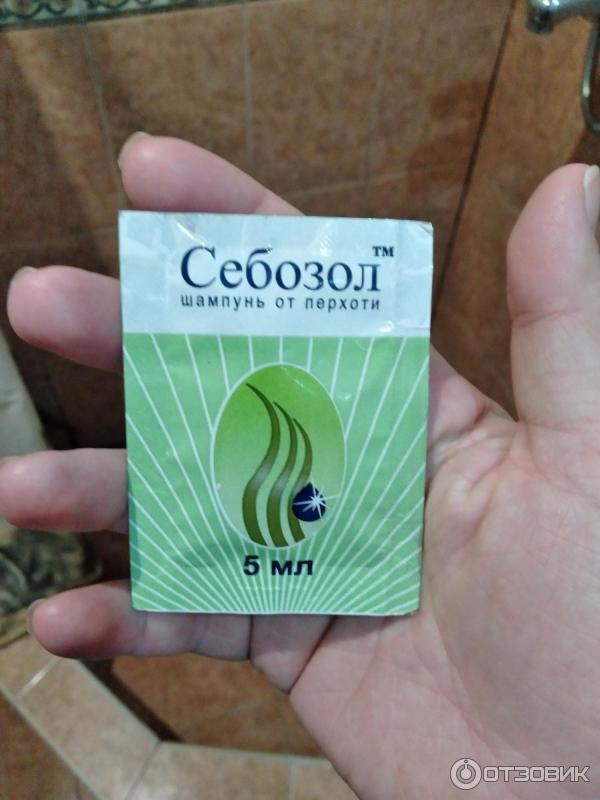 Себозол™
шампунь от перхоти
5 мл
ОТЗОВИК